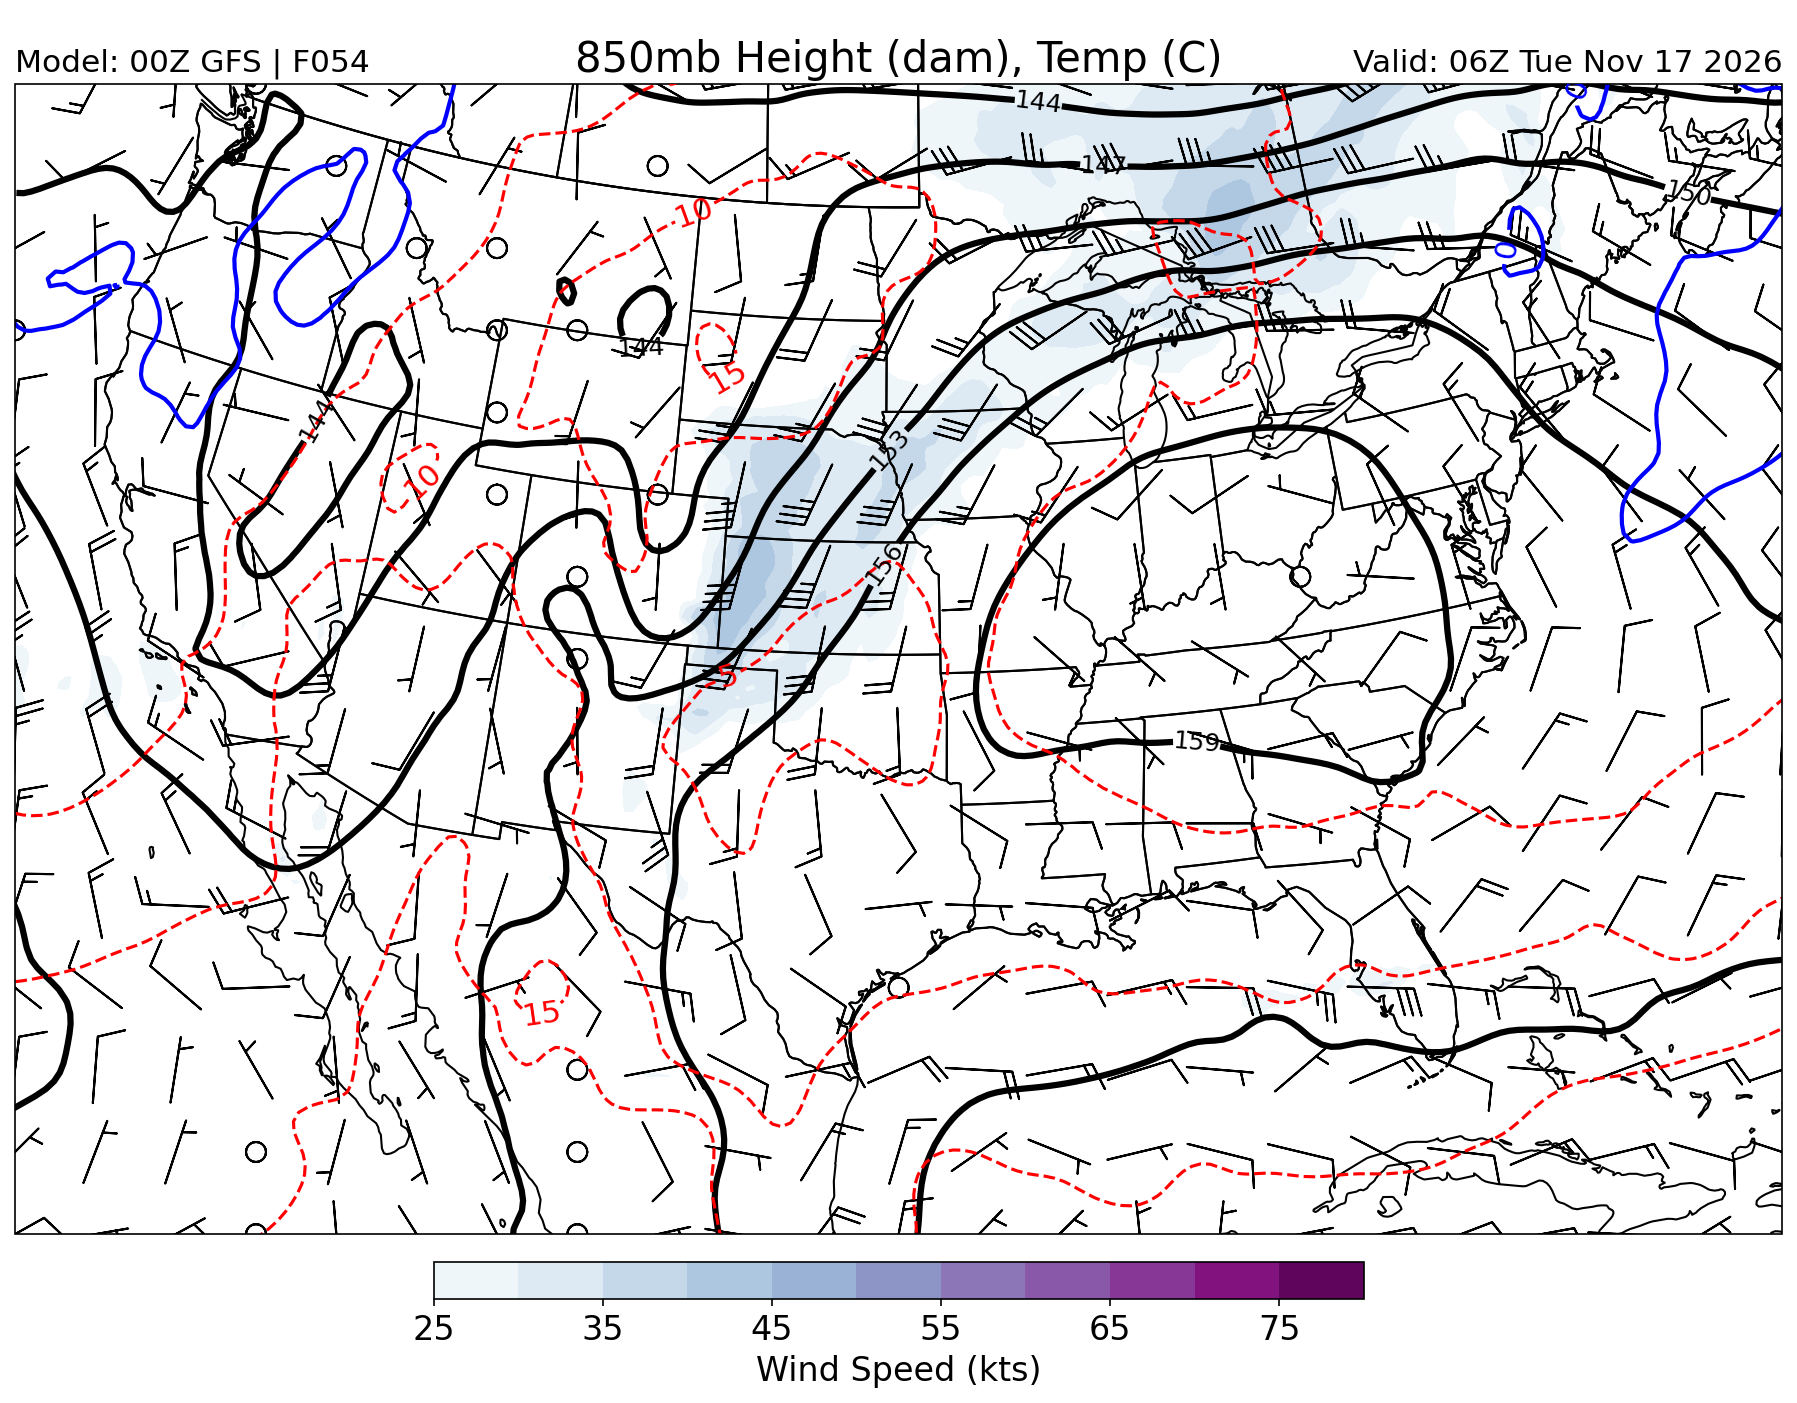 Model: 00Z GFS | F054
850mb Height (dam), Temp (C)
Valid: 06Z Tue Nov 17 2026
144
147
150
0
-10
144
15
144
153
-10
156
5
159
15
25 35 45 55 65 75
Wind Speed (kts)